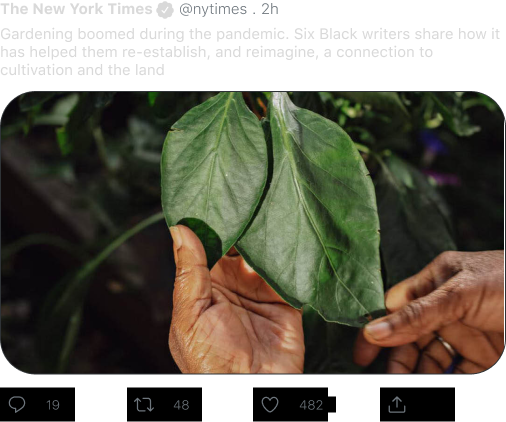 The New York Times @nytimes . 2h
Gardening boomed during the pandemic. Six Black writers share how it
has helped them re-establish, and reimagine, a connection to
cultivation and the land
19 48 482